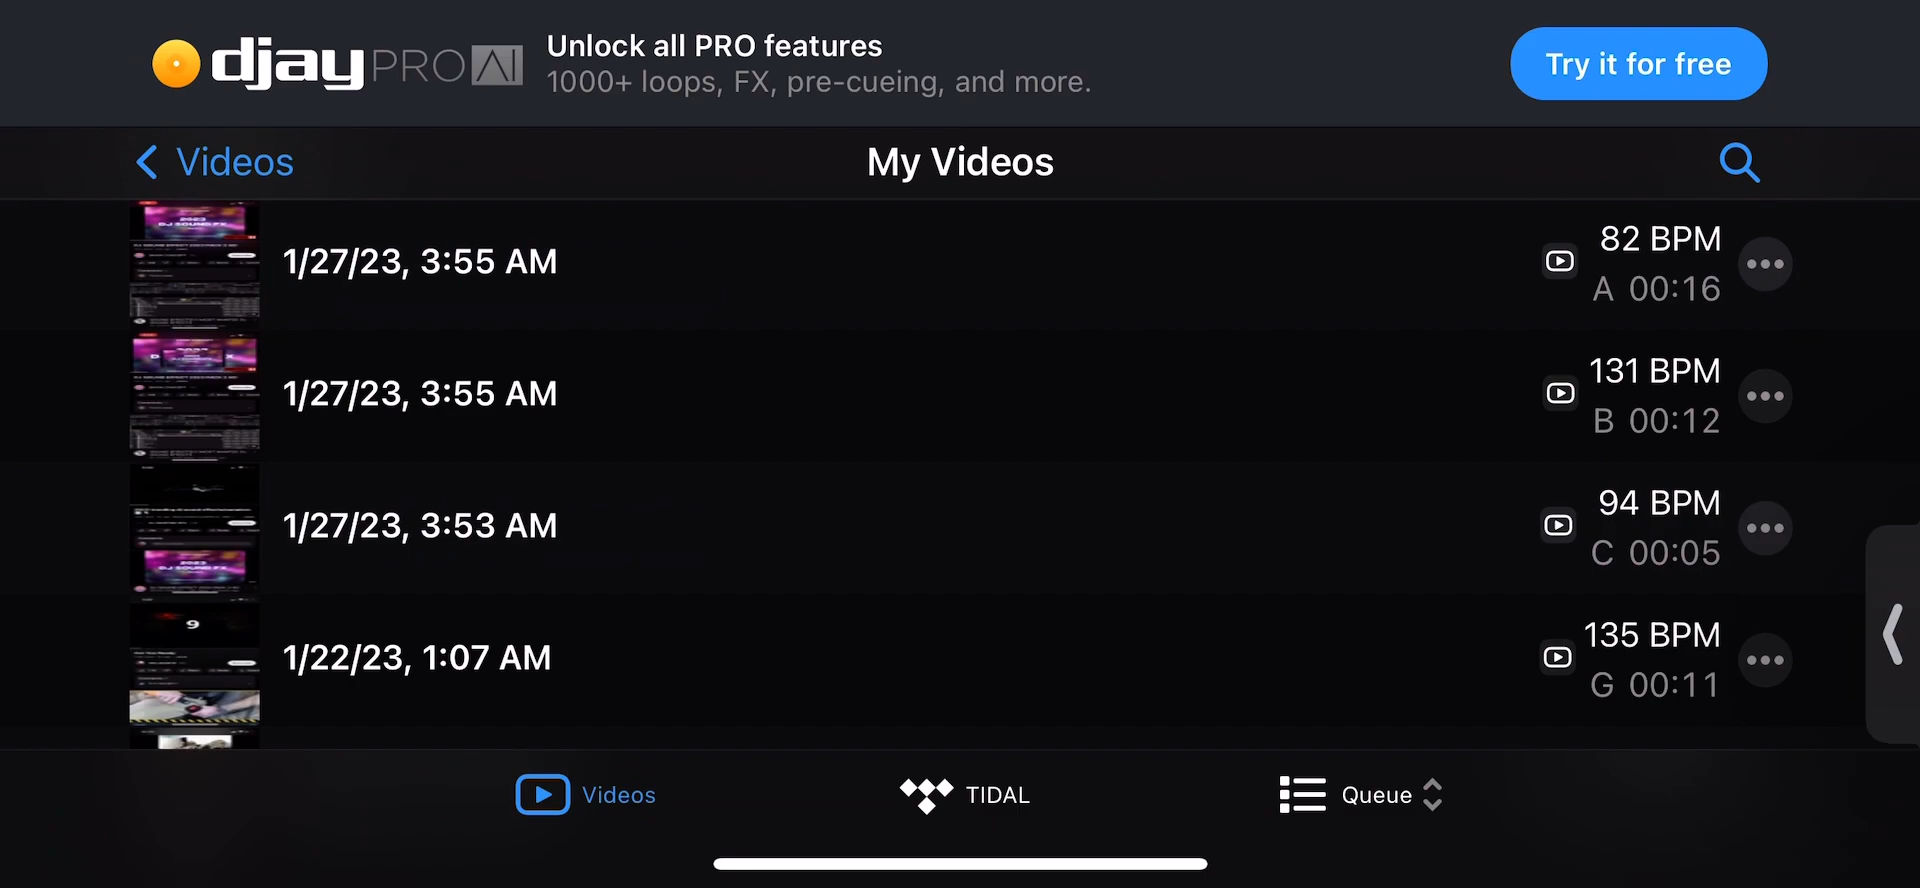 djay PRO AI
Unlock all PRO features
1000+ loops, FX, pre-cueing, and more.
Try it for free
Videos
My Videos
1/27/23, 3:55 AM
82 BPM
A 00:16
1/27/23, 3:55 AM
131 BPM
B 00:12
1/27/23, 3:53 AM
94 BPM
C 00:05
9
1/22/23, 1:07 AM
135 BPM
G 00:11
Videos
TIDAL
Queue